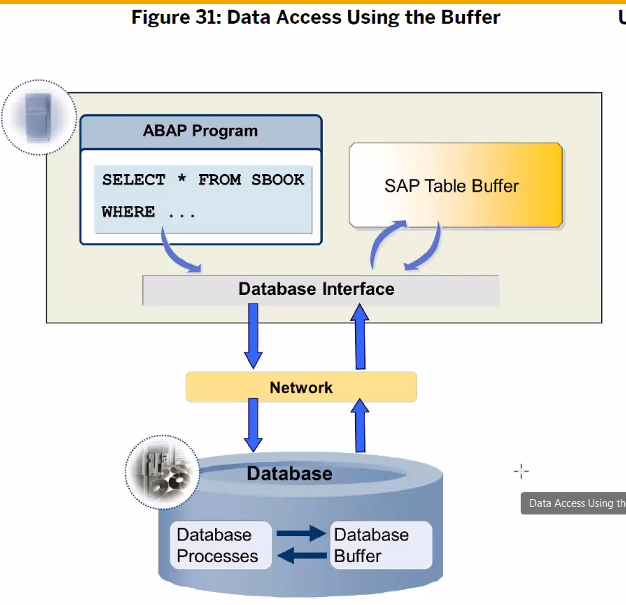 Figure 31: Data Access Using the Buffer
U
ABAP Program
SELECT * FROM SBOOK
WHERE ...
SAP Table Buffer
Database Interface
Network
Database
Database
Processes
Database
Buffer
Data Access Using th